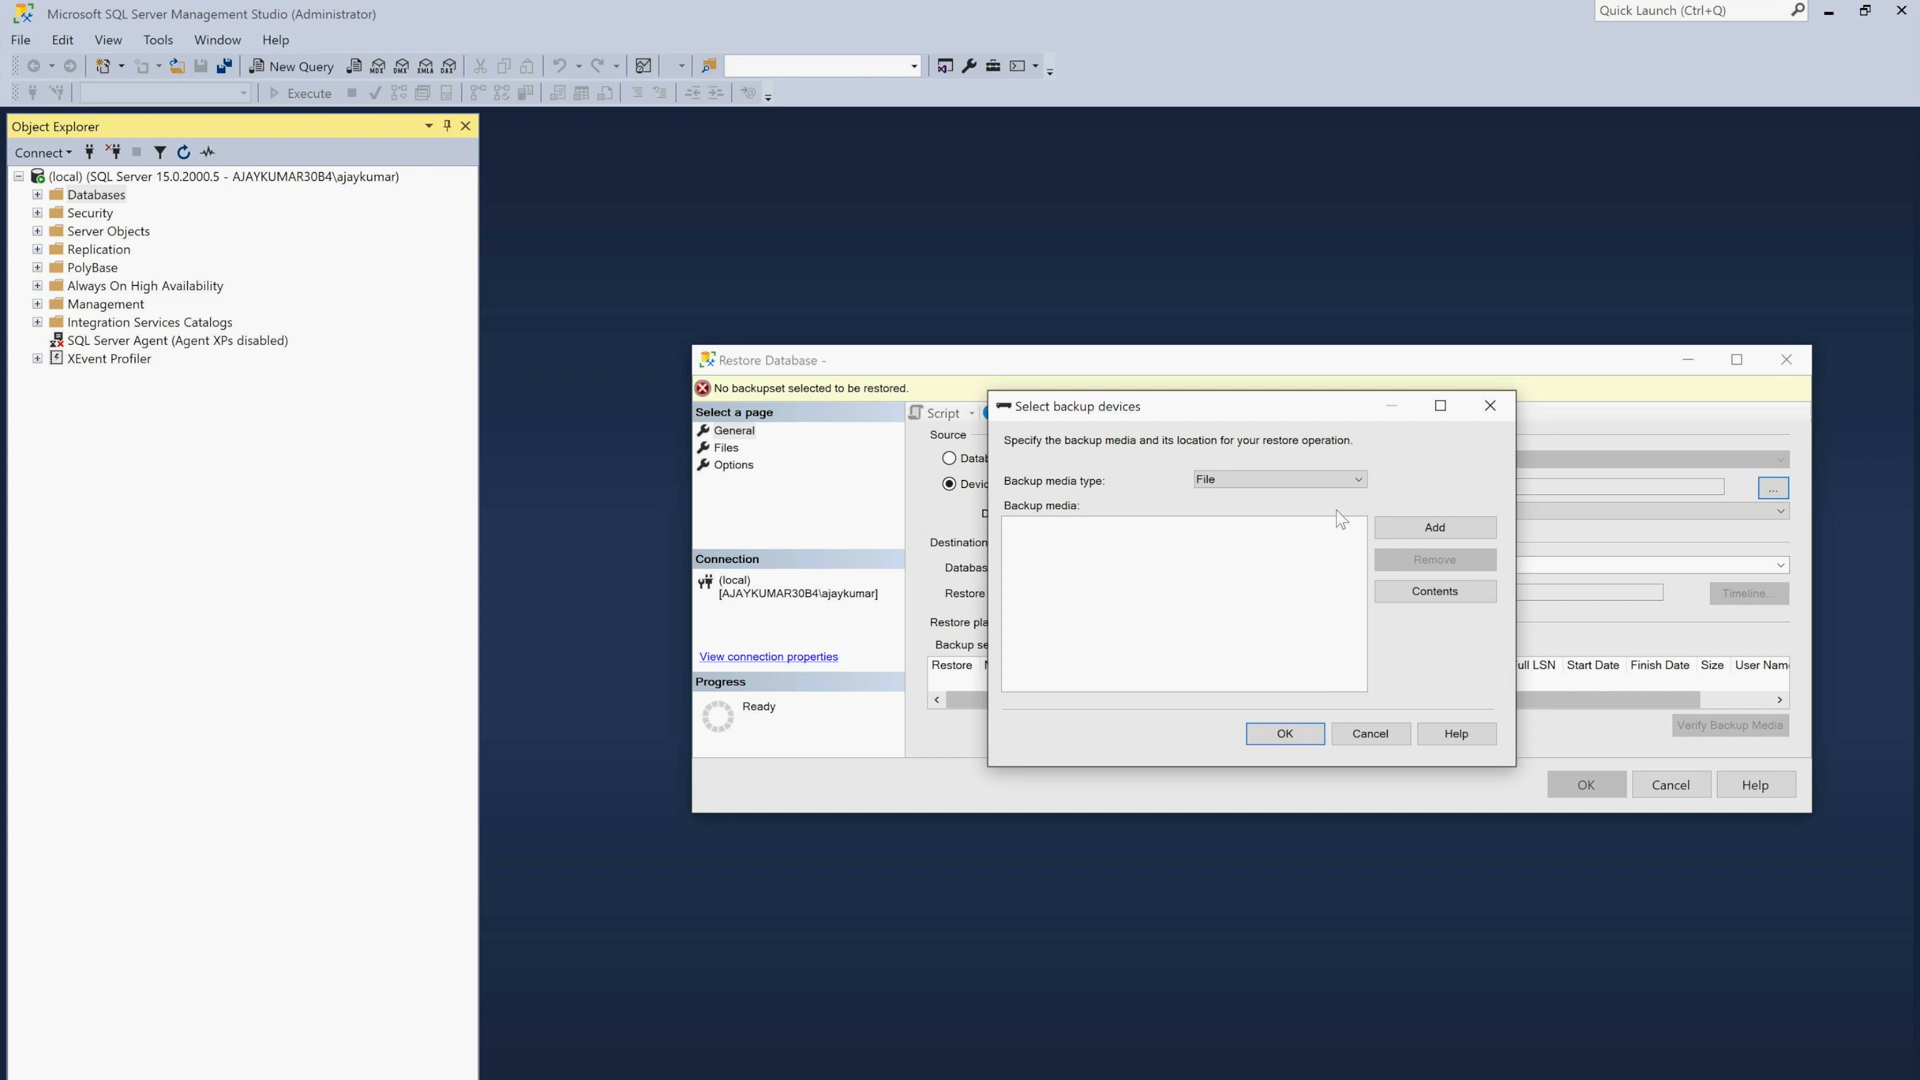 Microsoft SQL Server Management Studio (Administrator)
Quick Launch (Ctrl+Q)
File Edit View Tools Window Help
New Query
MDX DMX XMLA DAX
Execute
Object Explorer
Connect
(local) (SQL Server 15.0.2000.5 - AJAYKUMAR30B4\ajaykumar)
Databases
Security
Server Objects
Replication
PolyBase
Always On High Availability
Management
Integration Services Catalogs
SQL Server Agent (Agent XPs disabled)
XEvent Profiler
Restore Database -
No backupset selected to be restored.
Select a page
General
Files
Options
Connection
(local)
[AJAYKUMAR30B4\ajaykumar]
View connection properties
Progress
Ready
Script
Source
Datab
Devic
D
...
Destination
Databas
Restore
Timeline...
Restore pla
Backup se
Restore
ull LSN Start Date Finish Date Size User Nam
Verify Backup Media
OK Cancel Help
Select backup devices
Specify the backup media and its location for your restore operation.
Backup media type: File
Backup media:
Add
Remove
Contents
OK Cancel Help